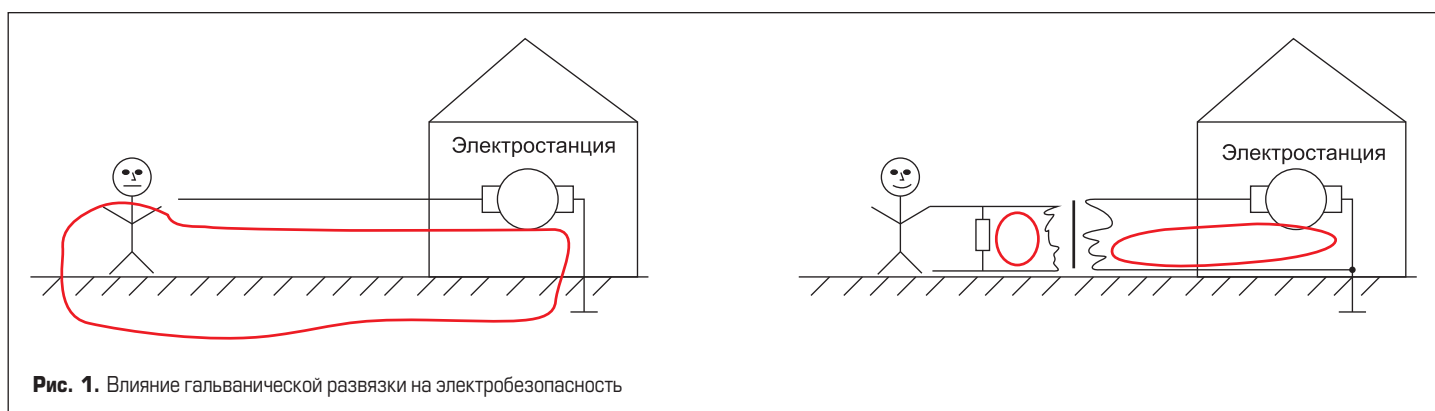 Электростанция
Электростанция
Рис. 1. Влияние гальванической развязки на электробезопасность